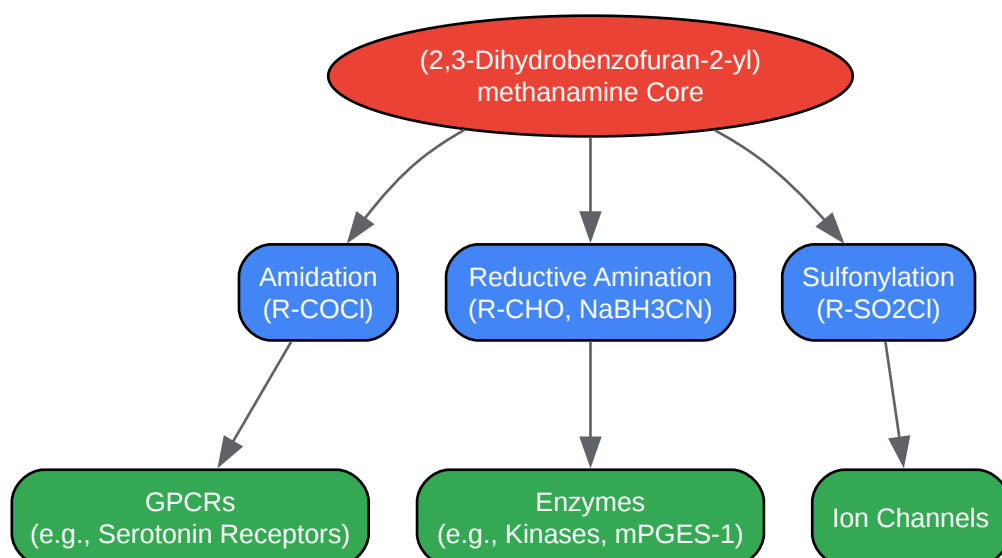 (2,3-Dihydrobenzofuran-2-yl)
methanamine Core
Amidation
(R-COCl)
Reductive Amination
(R-CHO, NaBH3CN)
Sulfonylation
(R-SO2Cl)
GPCRs
(e.g., Serotonin Receptors)
Enzymes
(e.g., Kinases, mPGES-1)
Ion Channels